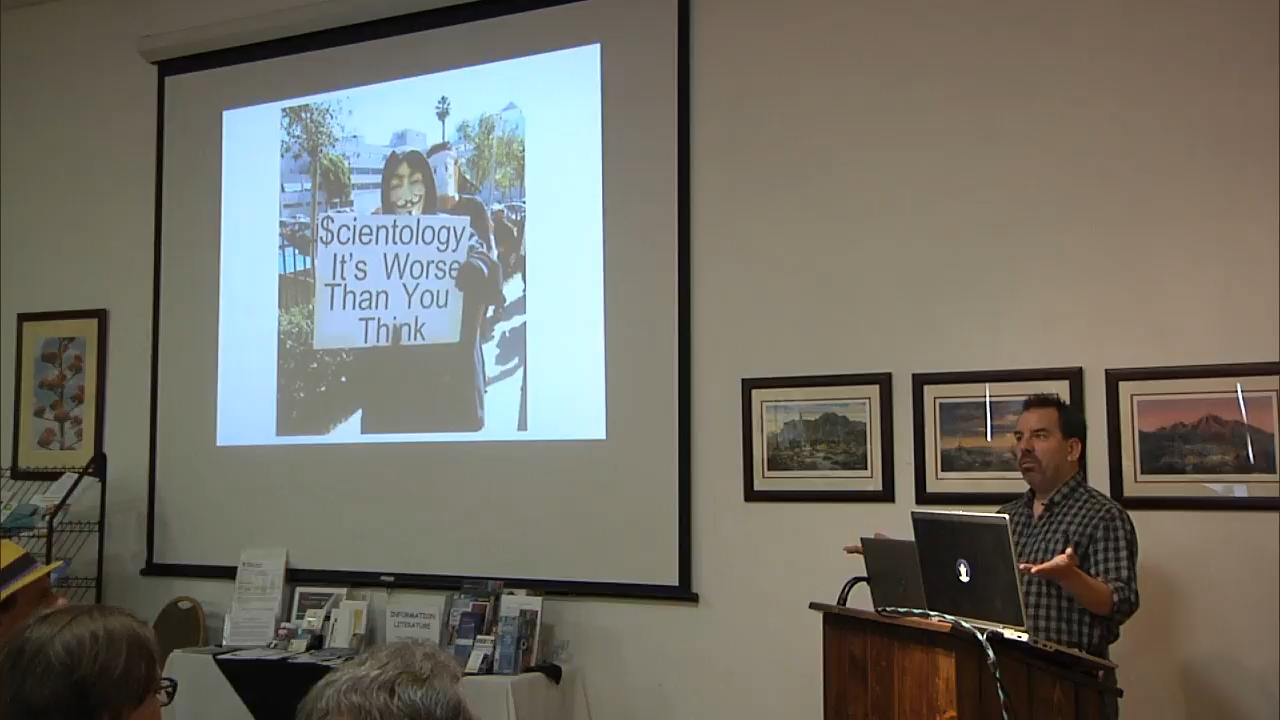 $cientology
It's Worse
Than You
Think
INFORMATION
LITERATURE